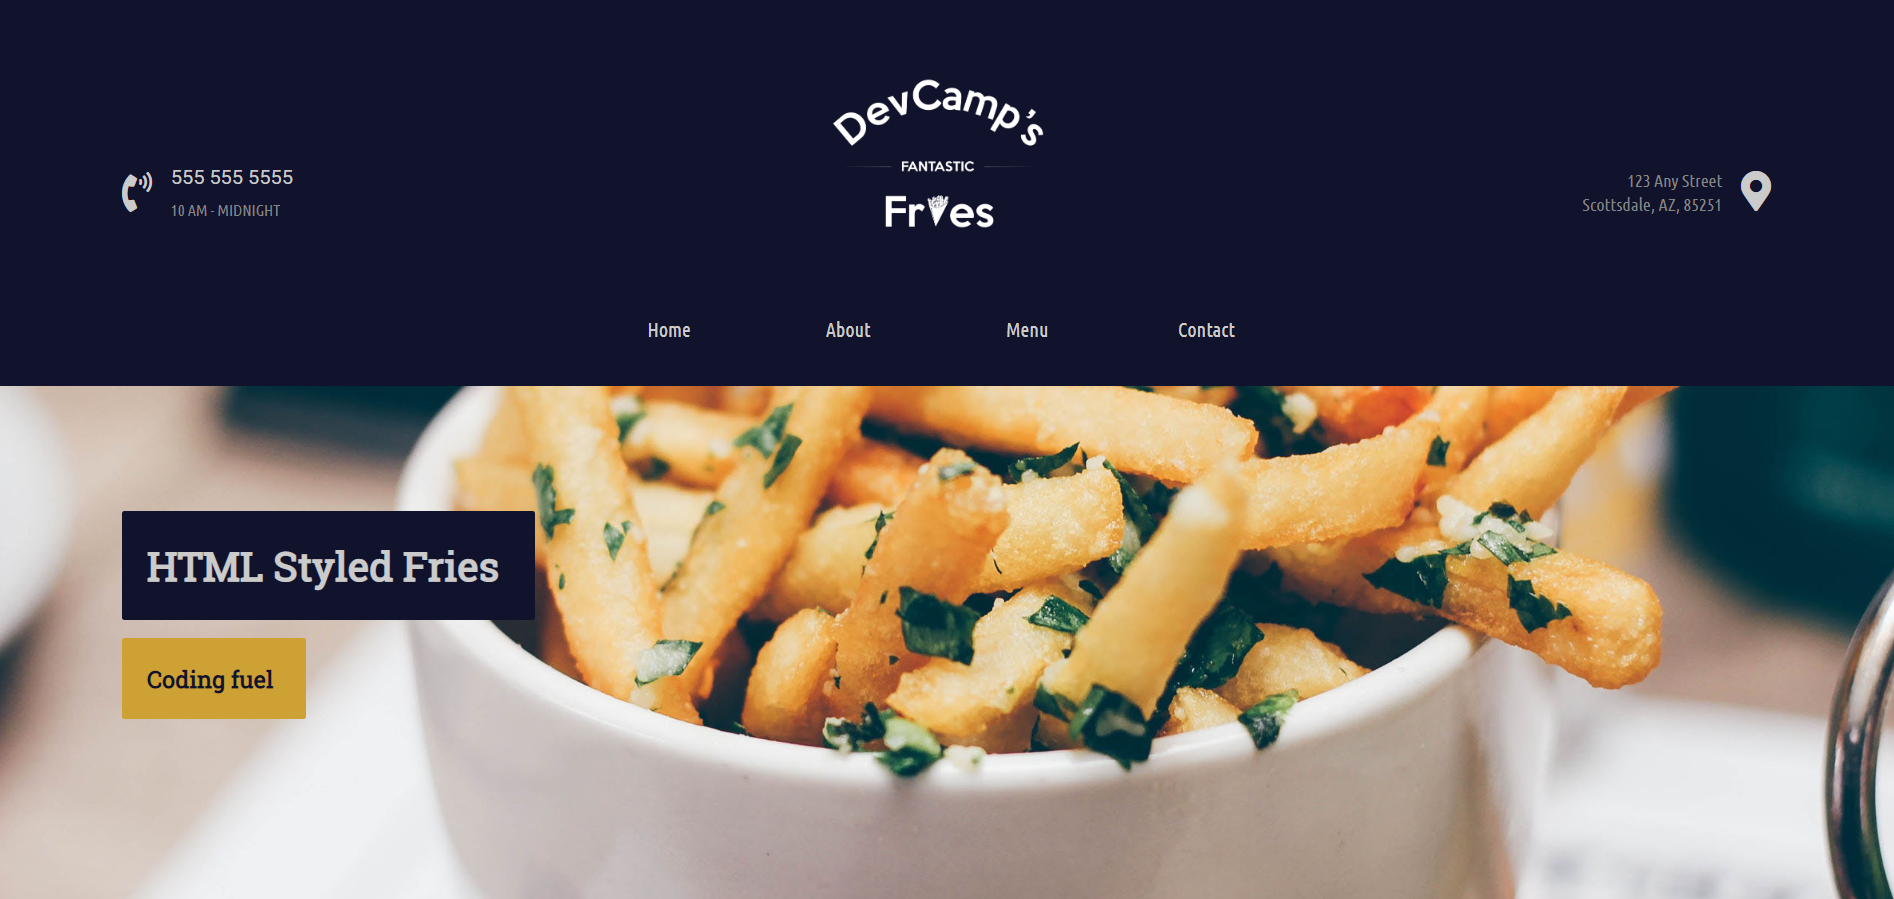 DevCamp's
FANTASTIC
Fries
555 555 5555
10 AM - MIDNIGHT
123 Any Street
Scottsdale, AZ, 85251
Home
About
Menu
Contact
HTML Styled Fries
Coding fuel